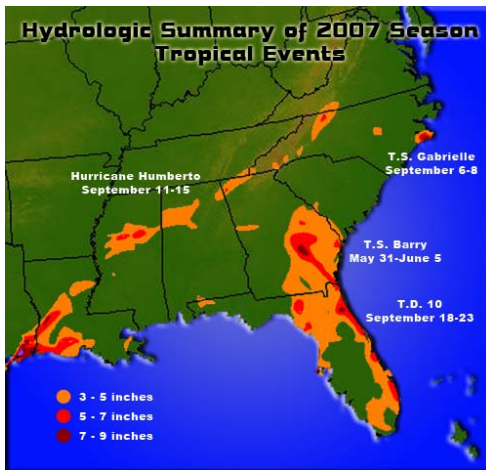 Hydrologic Summary of 2007 Season
Tropical Events
T.S. Gabrielle
September 6-8
Hurricane Humberto
September 11-15
T.S. Barry
May 31-June 5
T.D. 10
September 18-23
3 - 5 inches
5 - 7 inches
7 - 9 inches